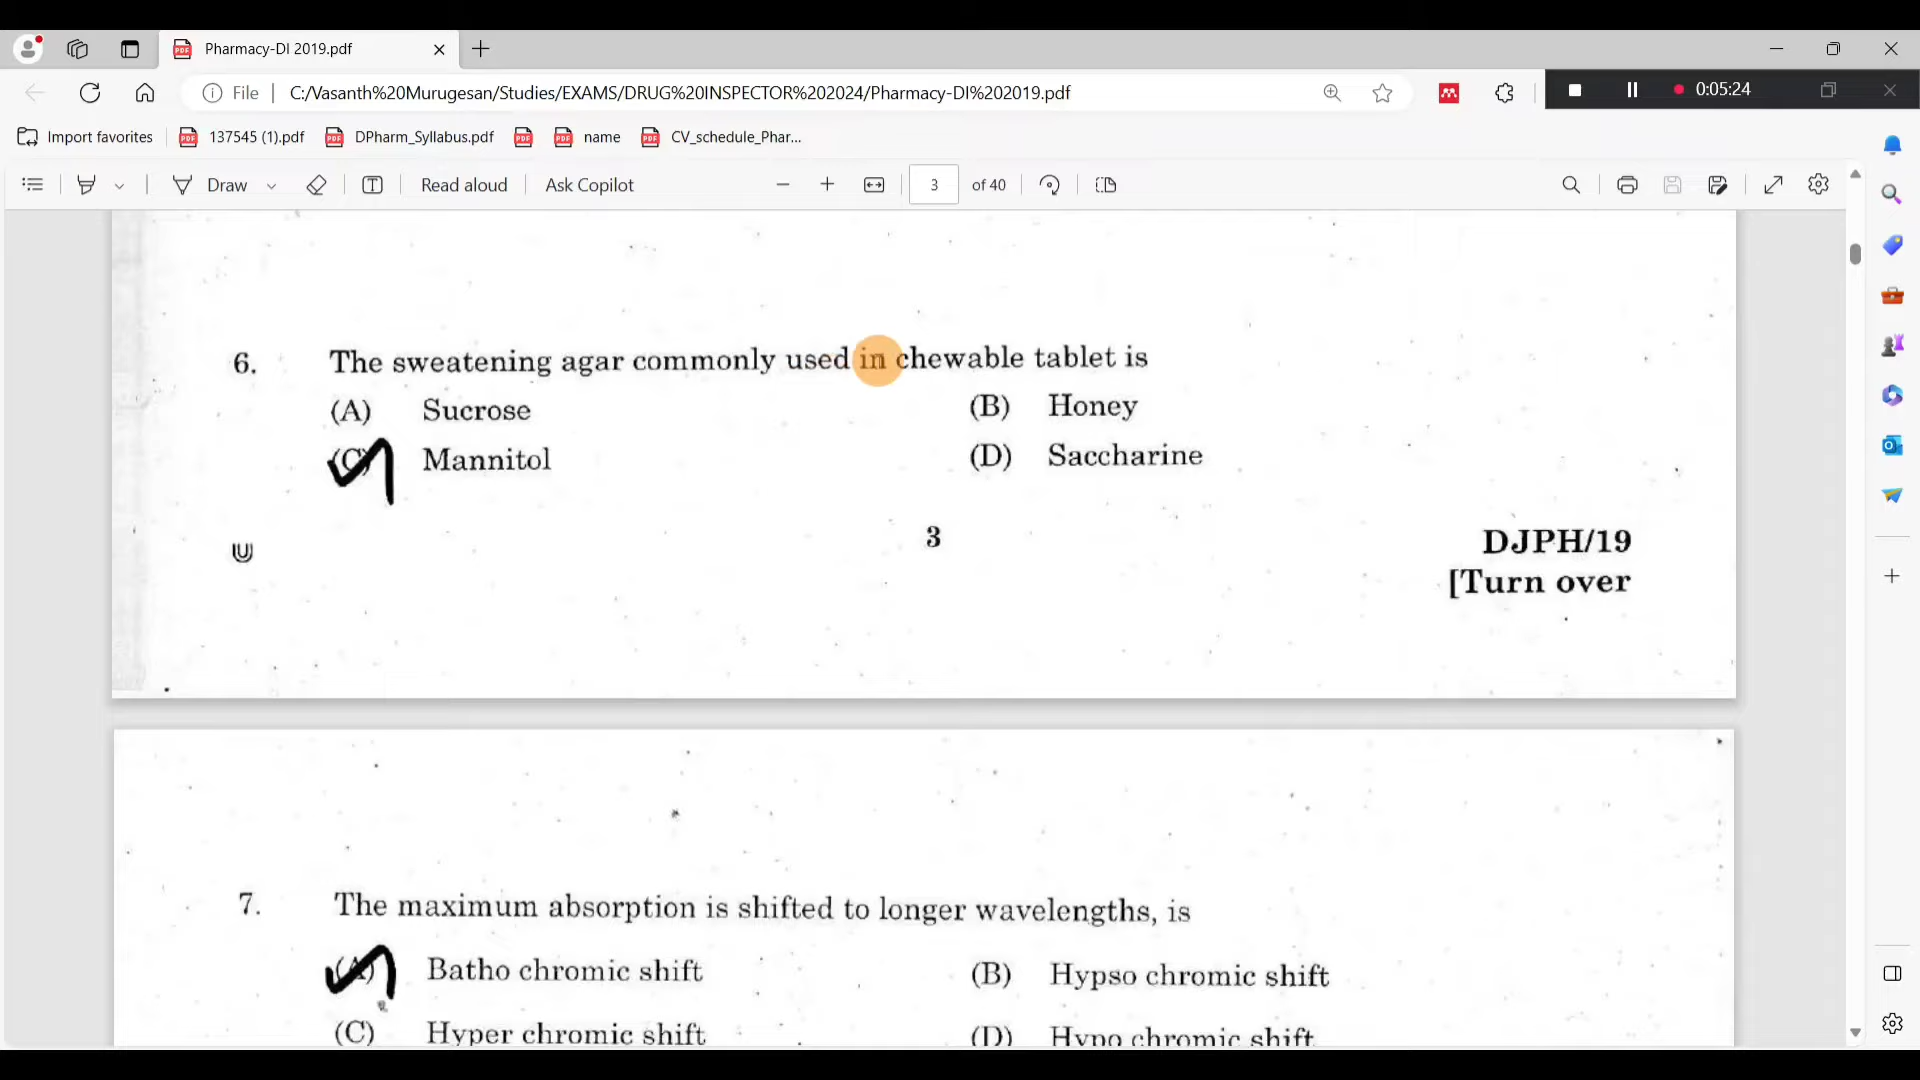 Pharmacy-DI 2019.pdf
File
C:/Vasanth%20Murugesan/Studies/EXAMS/DRUG%20INSPECTOR%202024/Pharmacy-DI%202019.pdf
0:05:24
Import favorites
137545 (1).pdf
DPharm_Syllabus.pdf
name
CV_schedule_Phar...
Draw
Read aloud
Ask Copilot
3
of 40
6. The sweatening agar commonly used in chewable tablet is
(A) Sucrose (B) Honey
(C) Mannitol (D) Saccharine
3
DJPH/19
[Turn over
7. The maximum absorption is shifted to longer wavelengths, is
(A) Batho chromic shift (B) Hypso chromic shift
(C) Hyper chromic shift (D) Hypo chromic shift